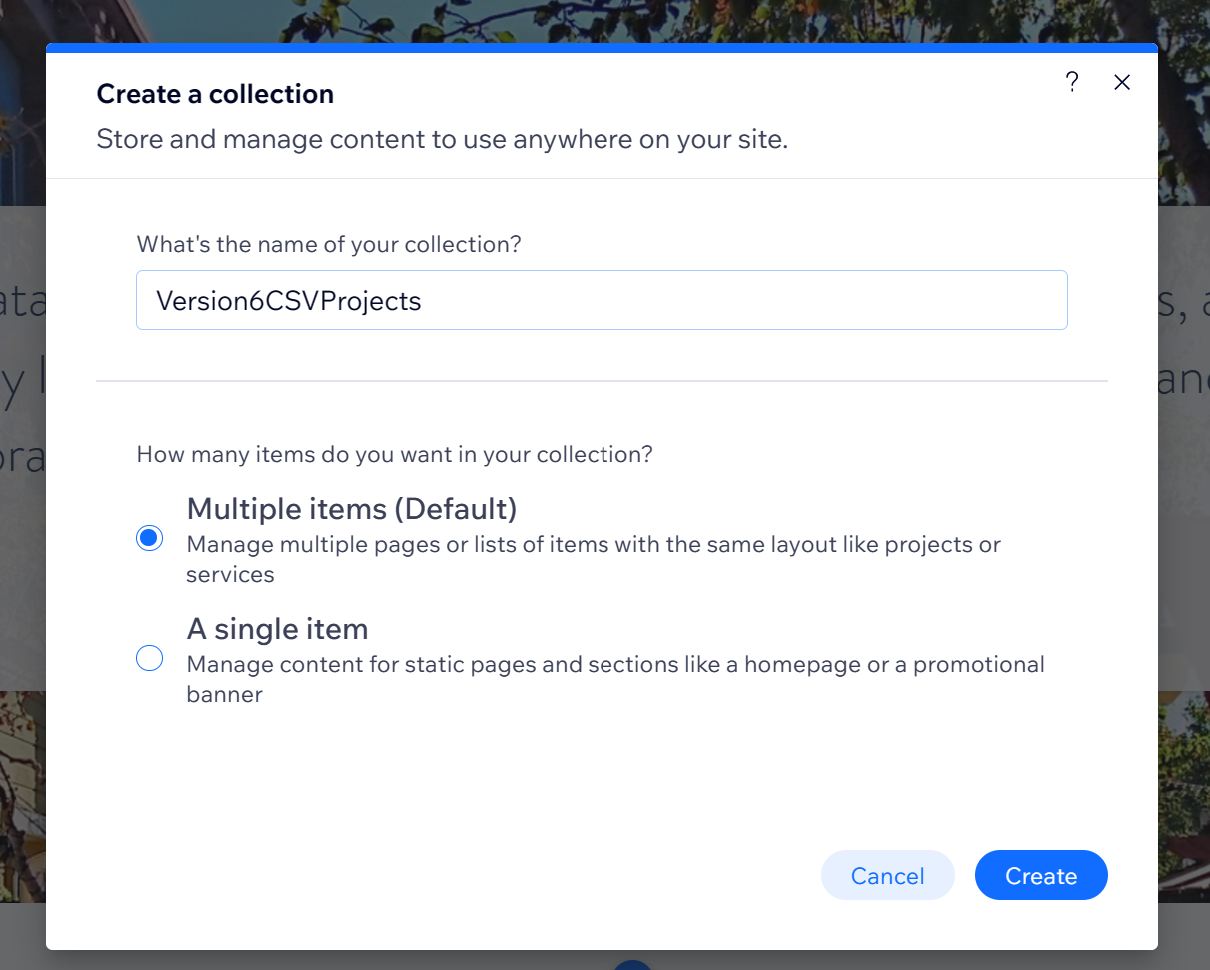 Create a collection
?
Store and manage content to use anywhere on your site.
What's the name of your collection?
Version6CSVProjects
How many items do you want in your collection?
Multiple items (Default)
Manage multiple pages or lists of items with the same layout like projects or
services
A single item
Manage content for static pages and sections like a homepage or a promotional
banner
Cancel
Create